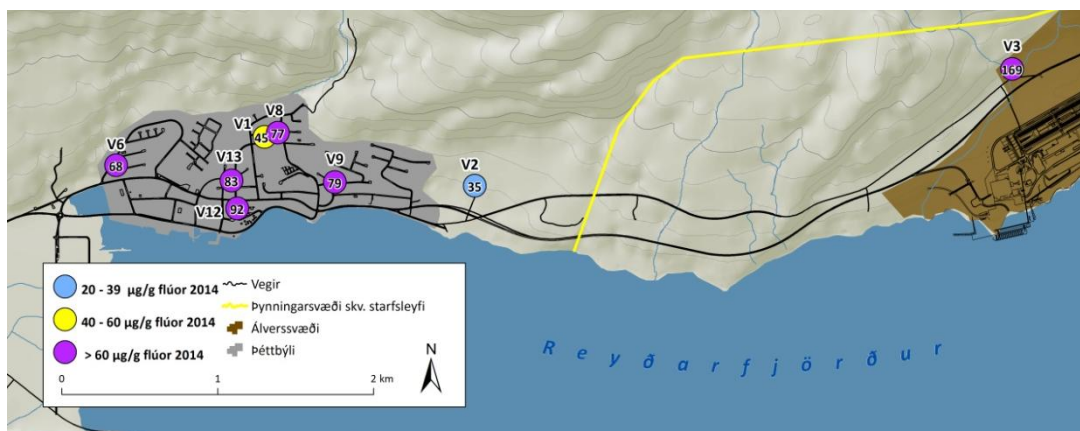 V3
169
V8
V1
45
77
V6
68
V13
83
V9
79
V2
35
V12
92
20 - 39 µg/g flúor 2014
40 - 60 µg/g flúor 2014
> 60 µg/g flúor 2014
Vegir
Þynningarsvæði skv. starfsleyfi
Álverssvæði
Þéttbýli
N
0 1 2 km
Reyðarfjörður